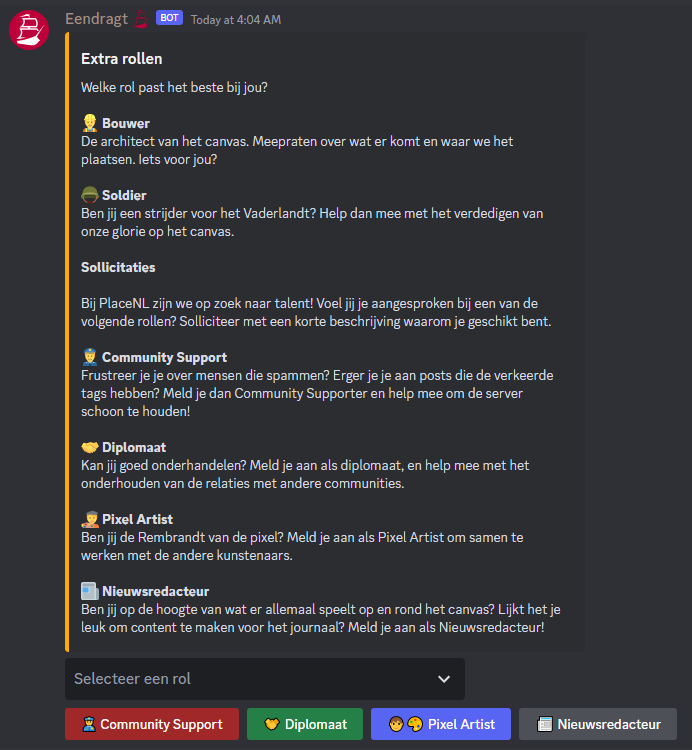 Eendragt BOT Today at 4:04 AM
Extra rollen
Welke rol past het beste bij jou?
Bouwer
De architect van het canvas. Meepraten over wat er komt en waar we het
plaatsen. Iets voor jou?
Soldier
Ben jij een strijder voor het Vaderlandt? Help dan mee met het verdedigen van
onze glorie op het canvas.
Sollicitaties
Bij PlaceNL zijn we op zoek naar talent! Voel jij je aangesproken bij een van de
volgende rollen? Solliciteer met een korte beschrijving waarom je geschikt bent.
Community Support
Frustreer je je over mensen die spammen? Erger je je aan posts die de verkeerde
tags hebben? Meld je dan Community Supporter en help mee om de server
schoon te houden!
Diplomaat
Kan jij goed onderhandelen? Meld je aan als diplomaat, en help mee met het
onderhouden van de relaties met andere communities.
Pixel Artist
Ben jij de Rembrandt van de pixel? Meld je aan als Pixel Artist om samen te
werken met de andere kunstenaars.
Nieuwsredacteur
Ben jij op de hoogte van wat er allemaal speelt op en rond het canvas? Lijkt het je
leuk om content te maken voor het journaal? Meld je aan als Nieuwsredacteur!
Selecteer een rol
Community Support Diplomaat Pixel Artist Nieuwsredacteur